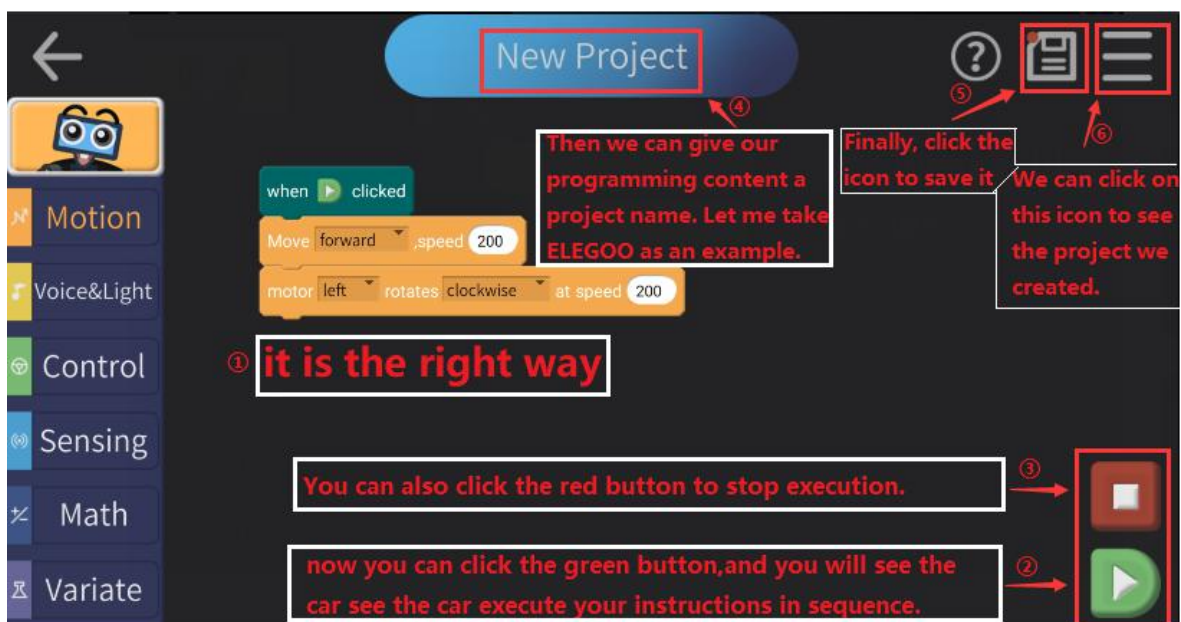 New Project
④
⑤
⑥
Then we can give our
programming content a
project name. Let me take
ELEGOO as an example.
Finally, click the
icon to save it
We can click on
this icon to see
the project we
created.
Motion
Voice&Light
Control
Sensing
Math
Variate
when clicked
Move forward ,speed 200
motor left rotates clockwise at speed 200
① it is the right way
You can also click the red button to stop execution.
③
now you can click the green button,and you will see the
car see the car execute your instructions in sequence.
②